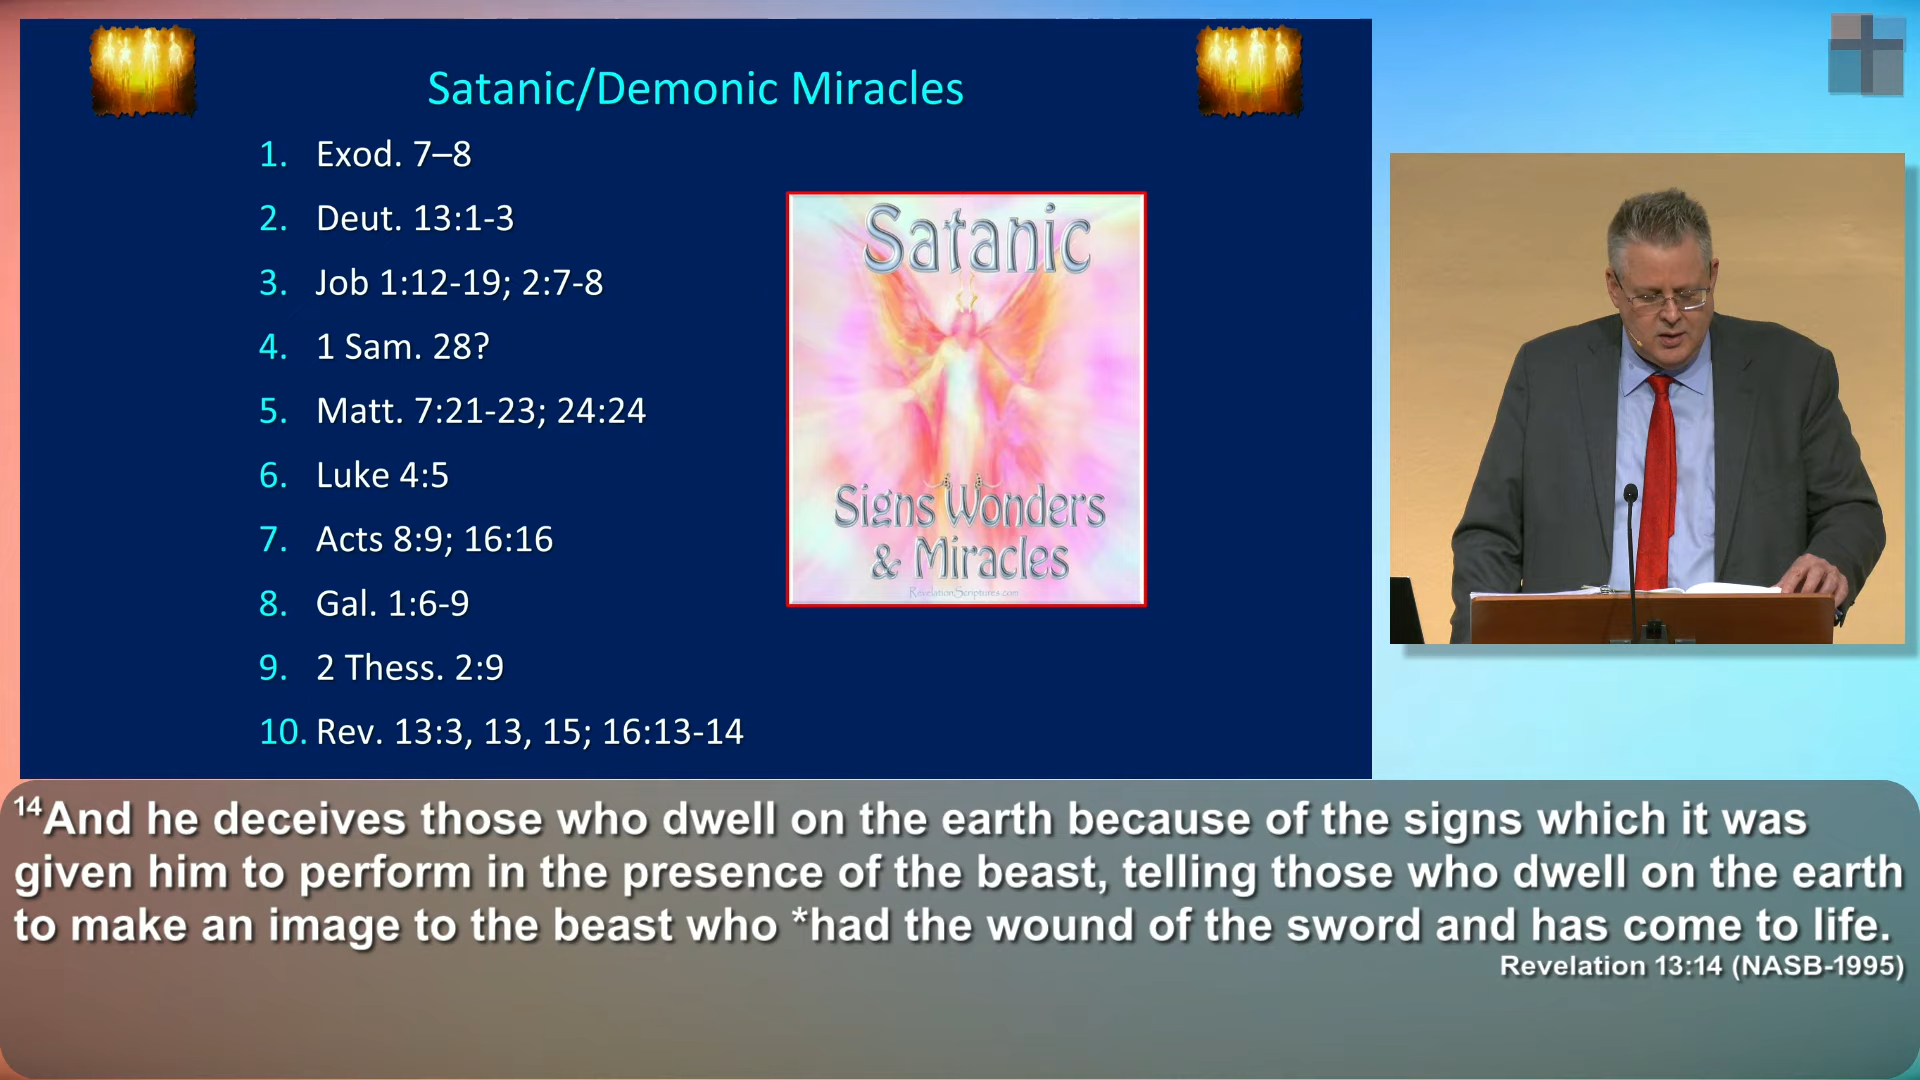 Satanic/Demonic Miracles
1. Exod. 7–8
2. Deut. 13:1-3
3. Job 1:12-19; 2:7-8
4. 1 Sam. 28?
5. Matt. 7:21-23; 24:24
6. Luke 4:5
7. Acts 8:9; 16:16
8. Gal. 1:6-9
9. 2 Thess. 2:9
10. Rev. 13:3, 13, 15; 16:13-14
Satanic
Signs Wonders
& Miracles
RevelationScriptures.com
14And he deceives those who dwell on the earth because of the signs which it was
given him to perform in the presence of the beast, telling those who dwell on the earth
to make an image to the beast who *had the wound of the sword and has come to life.
Revelation 13:14 (NASB-1995)